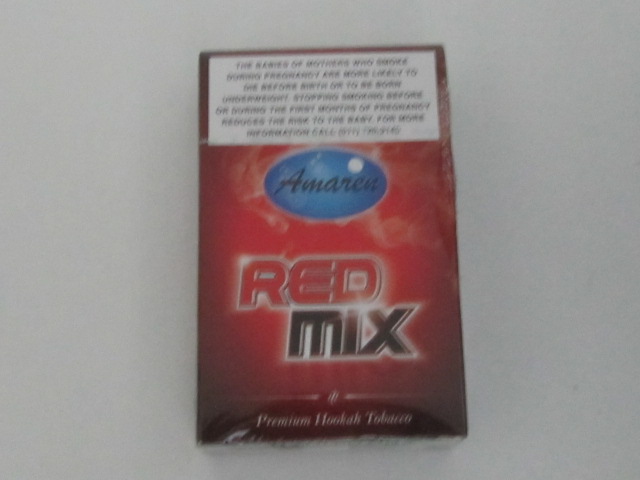 THE BABIES OF MOTHERS WHO SMOKE
DURING PREGNANCY ARE MORE LIKELY TO
DIE BEFORE BIRTH OR TO BE BORN
UNDERWEIGHT. STOPPING SMOKING BEFORE
OR DURING THE FIRST MONTHS OF PREGNANCY
REDUCES THE RISK TO THE BABY. FOR MORE
INFORMATION CALL (011)
Amaren
RED
MIX
Premium Hookah Tobacco